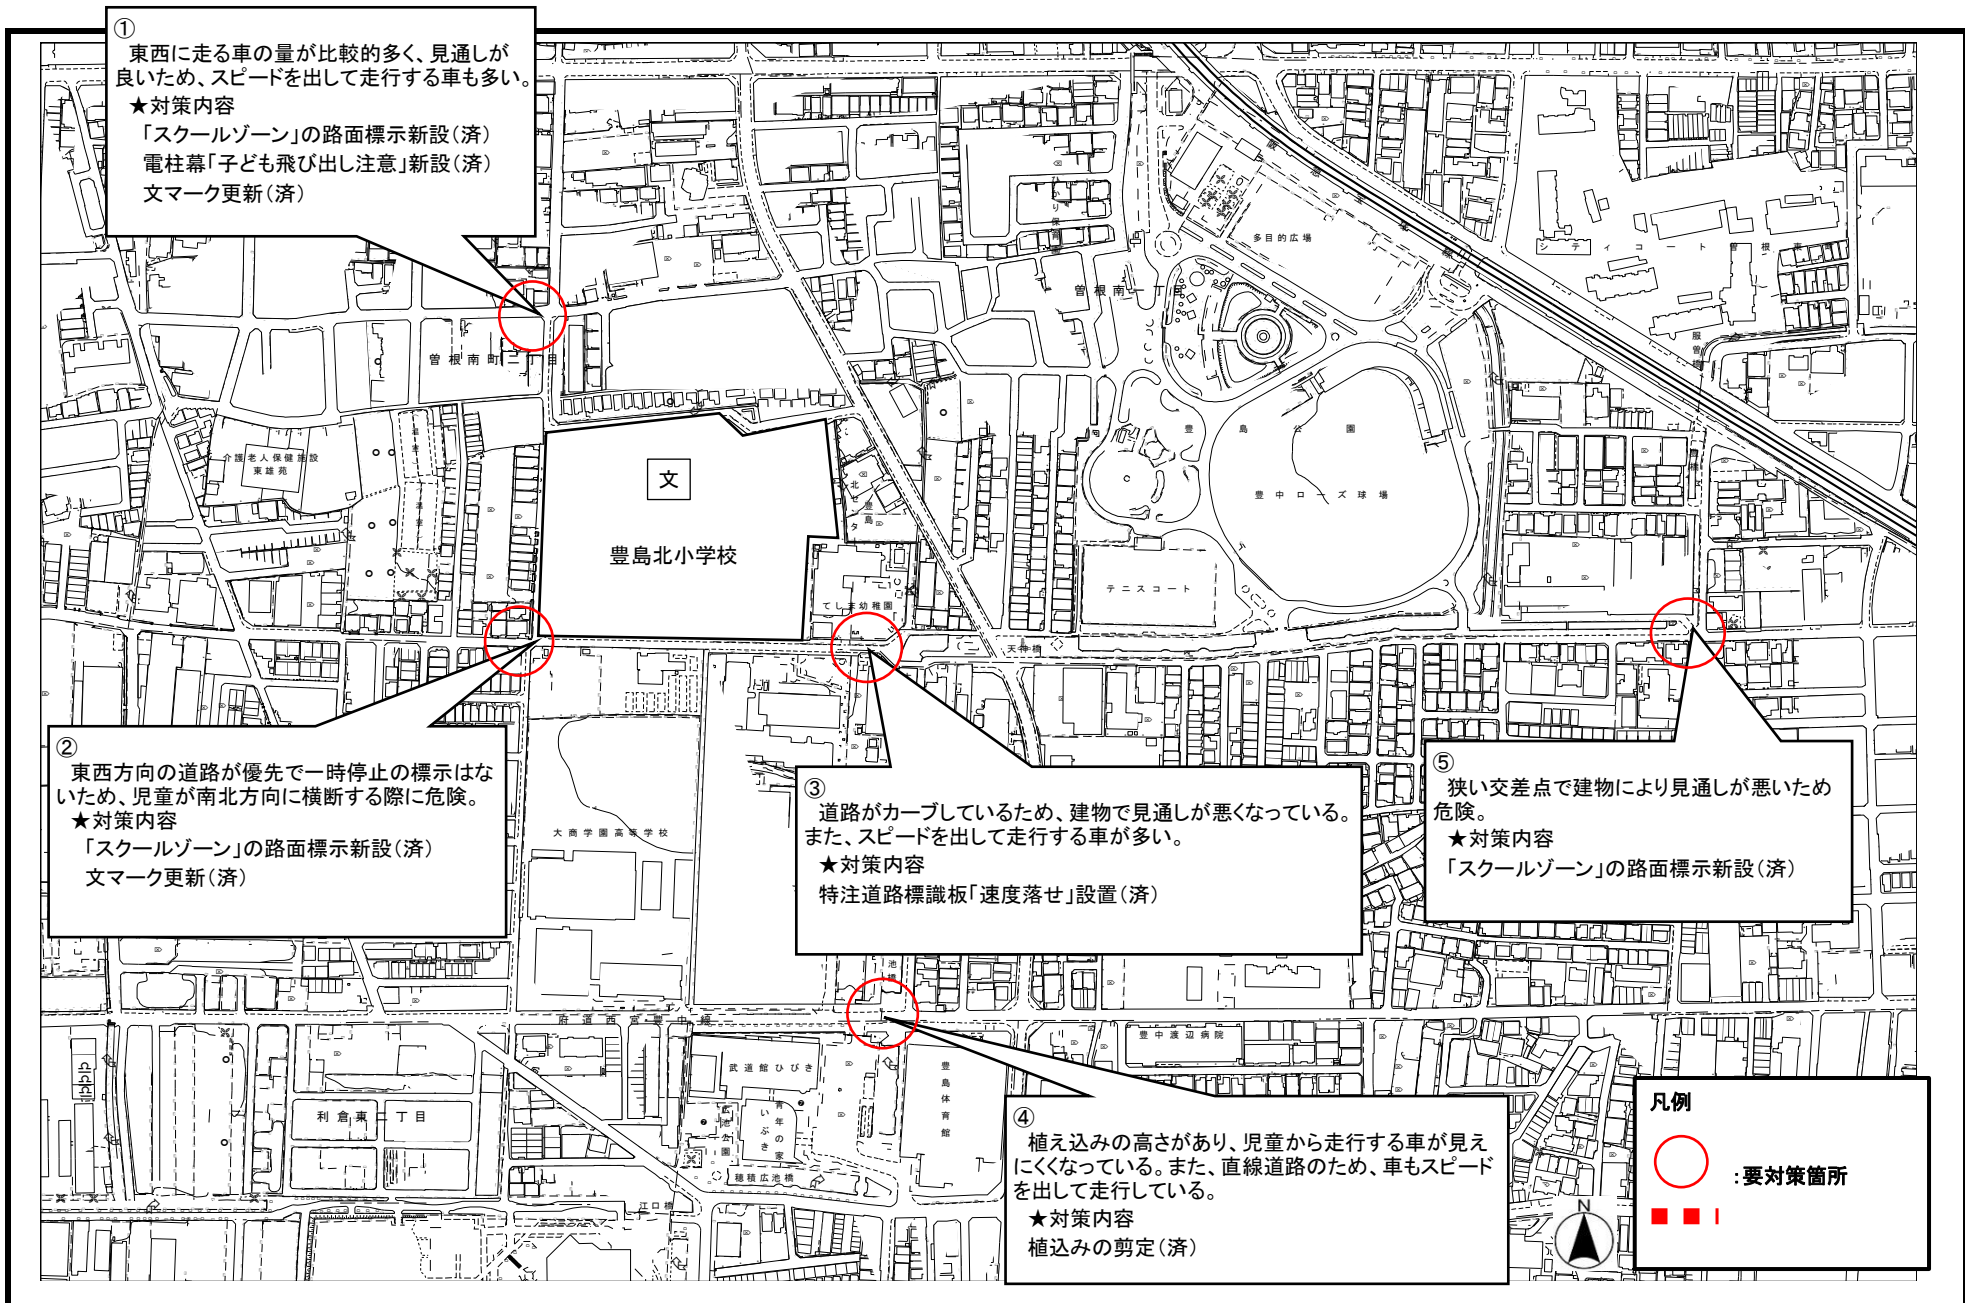 ①
東西に走る車の量が比較的多く、見通しが
良いため、スピードを出して走行する車も多い。
★対策内容
「スクールゾーン」の路面標示新設（済）
電柱幕「子ども飛び出し注意」新設（済）
文マーク更新（済）
多目的広場
シティコート曽根南町
曽根南一丁目
曽根南町二丁目
介護老人保健施設
東雄苑
文
豊島北小学校
豊島公園
豊中ローズ球場
テニスコート
てしま幼稚園
天神橋
②
東西方向の道路が優先で一時停止の標示はな
いため、児童が南北方向に横断する際に危険。
★対策内容
「スクールゾーン」の路面標示新設（済）
文マーク更新（済）
大商学園高等学校
③
道路がカーブしているため、建物で見通しが悪くなっている。
また、スピードを出して走行する車が多い。
★対策内容
特注道路標識板「速度落せ」設置（済）
⑤
狭い交差点で建物により見通しが悪いため
危険。
★対策内容
「スクールゾーン」の路面標示新設（済）
府道西宮豊中線
豊中渡辺病院
武道館ひびき
青年の家
いぶき
広池公園
豊島体育館
利倉東二丁目
穂積広池橋
江口橋
④
植え込みの高さがあり、児童から走行する車が見え
にくくなっている。また、直線道路のため、車もスピード
を出して走行している。
★対策内容
植込みの剪定（済）
凡例
：要対策箇所
N